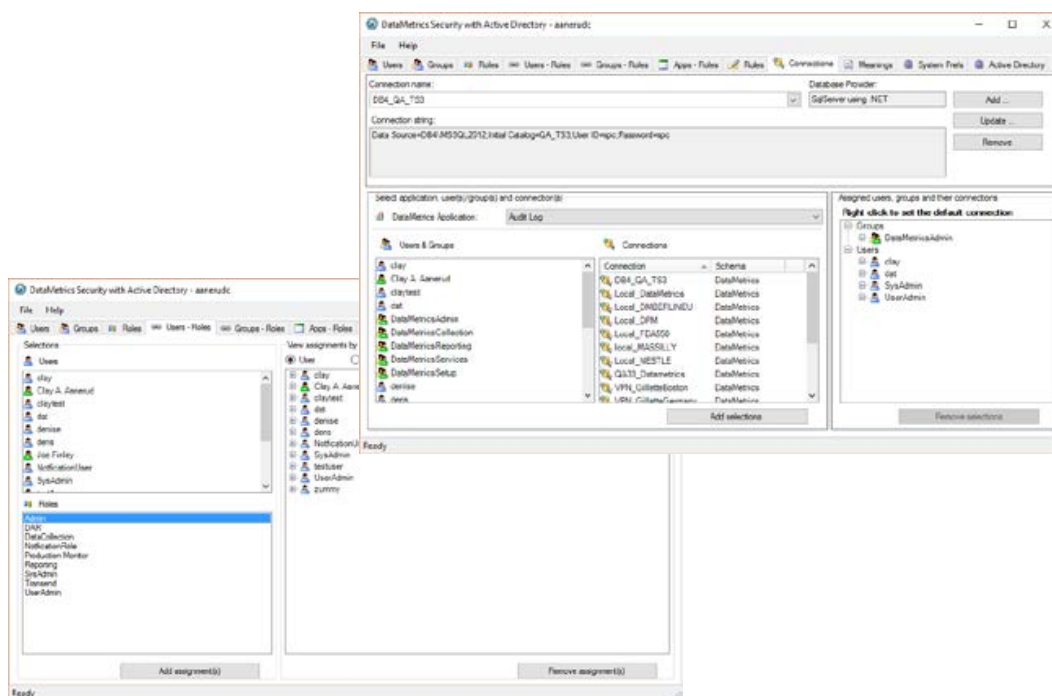 DataMetrics Security with Active Directory - aanerudc
File Help
Users Groups Roles Users - Roles Groups - Roles Apps - Roles Rules Connections Meanings System Prefs Active Directory
Connection name:
Database Provider:
DB4_QA_TS3
SqlServer using .NET
Add ...
Connection string:
Update ...
Data Source=DB4\MSSQL2012;Initial Catalog=QA_TS3;User ID=spc;Password=spc
Remove
Select application, user(s)/group(s) and connection(s)
DataMetrics Application:
Audit Log
Users & Groups
clay
Clay A. Aanerud
claytest
dat
DataMetricsAdmin
DataMetricsCollection
DataMetricsReporting
DataMetricsServices
DataMetricsSetup
denise
dens
Connections
Connection Schema
DB4_QA_TS3 DataMetrics
Local_DataMetrics DataMetrics
DataMetrics
Local_DPM DataMetrics
Local_FDA550 DataMetrics
local_MASSILLY DataMetrics
Local_NESTLE DataMetrics
QA33_Datametrics DataMetrics
VPN_GilletteBoston DataMetrics
VPN_GilletteGermany DataMetrics
Add selections
Assigned users, groups and their connections
Right click to set the default connection
Groups
DataMetricsAdmin
Users
clay
dat
SysAdmin
UserAdmin
Remove selections
Ready
DataMetrics Security with Active Directory - aanerudc
File Help
Users Groups Roles Users - Roles Groups - Roles Apps - Roles
Selections
Users
clay
Clay A. Aanerud
claytest
dat
denise
dens
Joe Finley
NotficationUser
SysAdmin
Roles
Admin
DAR
DataCollection
NotficationRole
Production Monitor
Reporting
SysAdmin
Transend
UserAdmin
Add assignment(s)
View assignments by
User
clay
Clay A. Aane
claytest
dat
denise
dens
NotficationU
SysAdmin
testuser
UserAdmin
zummy
Remove assignment(s)
Ready